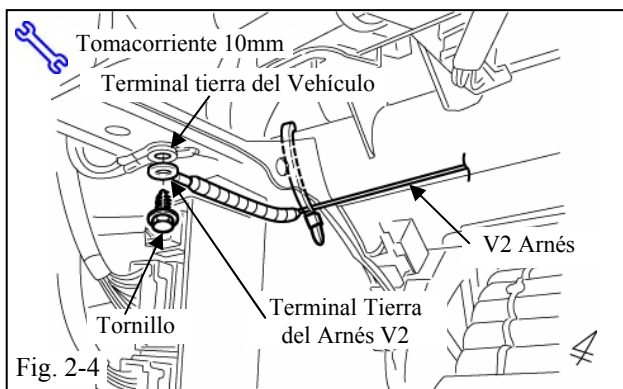 Tomacorriente 10mm
Terminal tierra del Vehículo
V2 Arnés
Terminal Tierra
del Arnés V2
Tornillo
Fig. 2-4